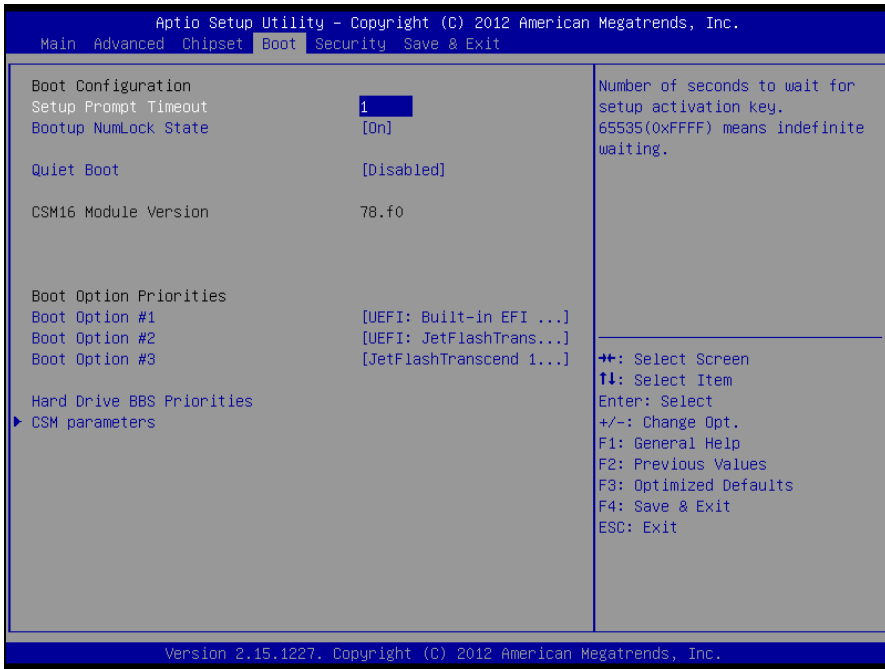 Aptio Setup Utility – Copyright (C) 2012 American Megatrends, Inc.
Main Advanced Chipset Boot Security Save & Exit
Boot Configuration
Setup Prompt Timeout 1
Bootup NumLock State [On]
Quiet Boot [Disabled]
CSM16 Module Version 78.f0
Boot Option Priorities
Boot Option #1 [UEFI: Built-in EFI ...]
Boot Option #2 [UEFI: JetFlashTrans...]
Boot Option #3 [JetFlashTranscend 1...]
Hard Drive BBS Priorities
CSM parameters
Number of seconds to wait for
setup activation key.
65535(0xFFFF) means indefinite
waiting.
→←: Select Screen
↑↓: Select Item
Enter: Select
+/-: Change Opt.
F1: General Help
F2: Previous Values
F3: Optimized Defaults
F4: Save & Exit
ESC: Exit
Version 2.15.1227. Copyright (C) 2012 American Megatrends, Inc.